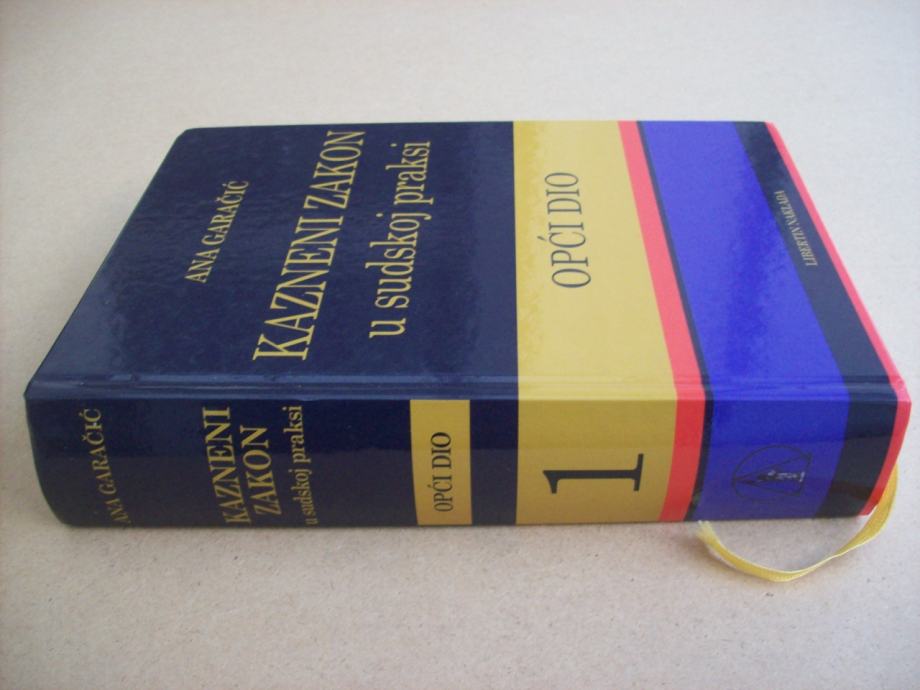 ANA GARAČIĆ
KAZNENI ZAKON
u sudskoj praksi
OPĆI DIO
LIBERTIN NAKLADA
ANA GARAČIĆ
KAZNENI
ZAKON
u sudskoj praksi
OPĆI DIO
1